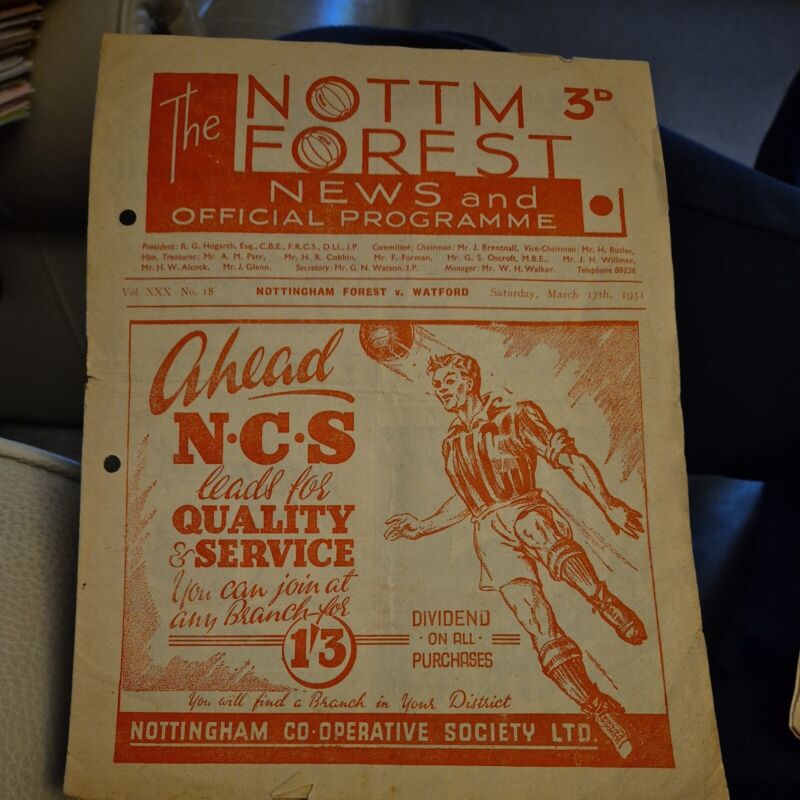 The NOTTM 3D
FOREST
NEWS and
OFFICIAL PROGRAMME
President: R. G. Hogarth, Esq., C.B.E., F.R.C.S., D.Ll., J.P. Committee; Chairman: Mr. J. Brentnall, Vice-Chairman: Mr. H. Butler,
Hon. Treasurer; Mr. A. M. Parr, Mr. H. R. Cobbin, Mr. F. Forman, Mr. G. S. Oscroft, M.B.E., Mr. J. H. Willmer,
Mr. H. W. Alcock, Mr. J. Glenn. Secretary: Mr. G. N. Watson, J.P. Manager: Mr. W. H. Walker. Telephone 88236
Vol. XXX No. 18 NOTTINGHAM FOREST v. WATFORD Saturday, March 17th, 1951
Ahead
N·C·S
leads for
QUALITY
& SERVICE
You can join at
any Branch for
1'3
DIVIDEND
· ON ALL ·
PURCHASES
You will find a Branch in Your District
NOTTINGHAM CO·OPERATIVE SOCIETY LTD.